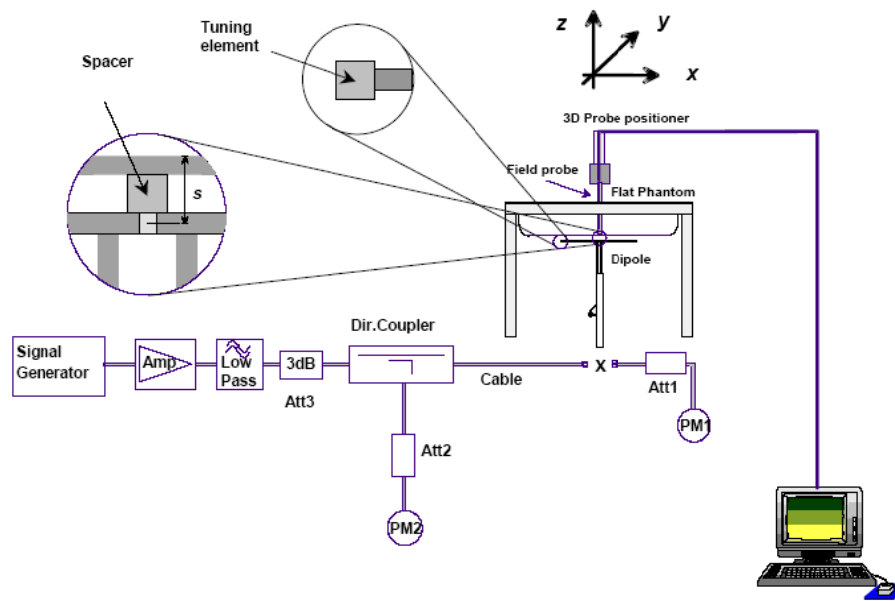 Tuning
element
Spacer
s
z
y
x
3D Probe positioner
Field probe
Flat Phantom
Dipole
Dir.Coupler
Signal
Generator
Amp
Low
Pass
3dB
Att3
Cable
x
Att1
PM1
Att2
PM2